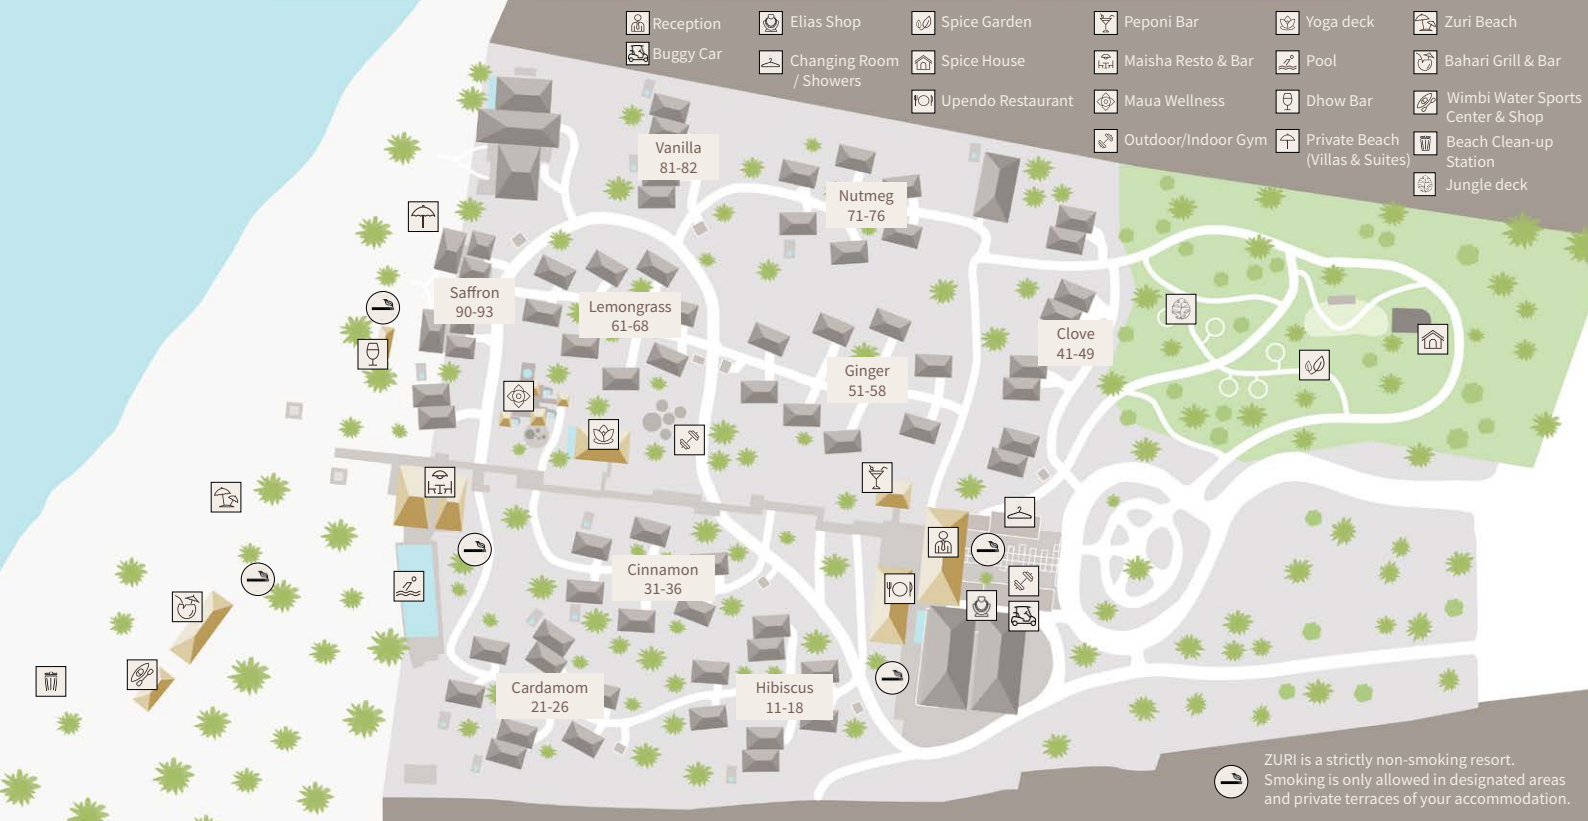 Reception
Buggy Car
Elias Shop
Changing Room
/ Showers
Spice Garden
Spice House
Upendo Restaurant
Peponi Bar
Maisha Resto & Bar
Maua Wellness
Outdoor/Indoor Gym
Yoga deck
Pool
Dhow Bar
Private Beach
(Villas & Suites)
Zuri Beach
Bahari Grill & Bar
Wimbi Water Sports
Center & Shop
Beach Clean-up
Station
Jungle deck
Vanilla
81-82
Nutmeg
71-76
Saffron
90-93
Lemongrass
61-68
Clove
41-49
Ginger
51-58
Cinnamon
31-36
Cardamom
21-26
Hibiscus
11-18
ZURI is a strictly non-smoking resort.
Smoking is only allowed in designated areas
and private terraces of your accommodation.